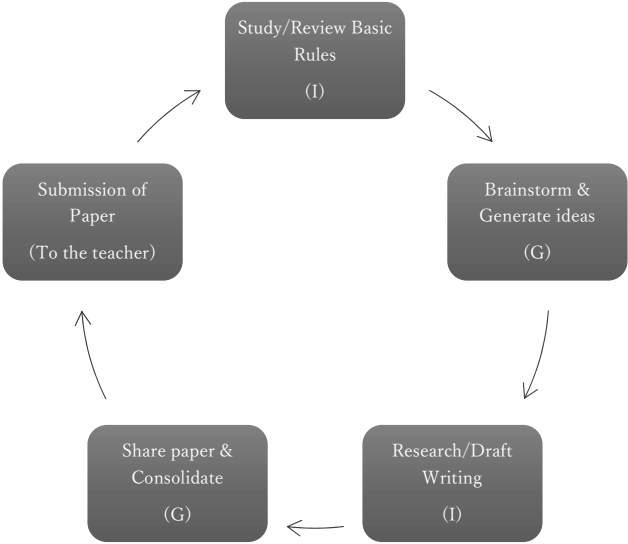 Study/Review Basic
Rules
(I)
Brainstorm &
Generate ideas
(G)
Research/Draft
Writing
(I)
Share paper &
Consolidate
(G)
Submission of
Paper
(To the teacher)